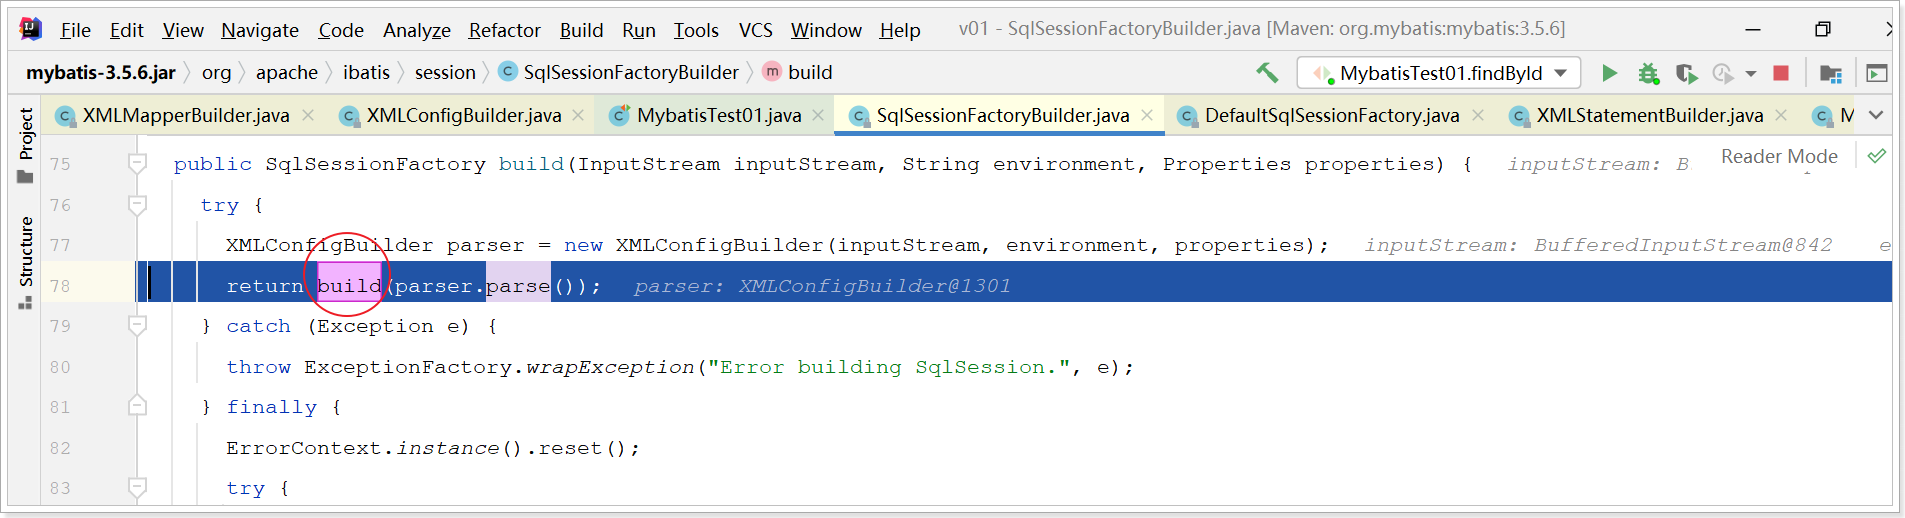 File Edit View Navigate Code Analyze Refactor Build Run Tools VCS Window Help v01 - SqlSessionFactoryBuilder.java [Maven: org.mybatis:mybatis:3.5.6]
mybatis-3.5.6.jar org apache ibatis session SqlSessionFactoryBuilder build MybatisTest01.findById
XMLMapperBuilder.java XMLConfigBuilder.java MybatisTest01.java SqlSessionFactoryBuilder.java DefaultSqlSessionFactory.java XMLStatementBuilder.java M
Project
Structure
Reader Mode
75 public SqlSessionFactory build(InputStream inputStream, String environment, Properties properties) { inputStream: B
76 try {
77 XMLConfigBuilder parser = new XMLConfigBuilder(inputStream, environment, properties); inputStream: BufferedInputStream@842 e
78 return build(parser.parse()); parser: XMLConfigBuilder@1301
79 } catch (Exception e) {
80 throw ExceptionFactory.wrapException("Error building SqlSession.", e);
81 } finally {
82 ErrorContext.instance().reset();
83 try {